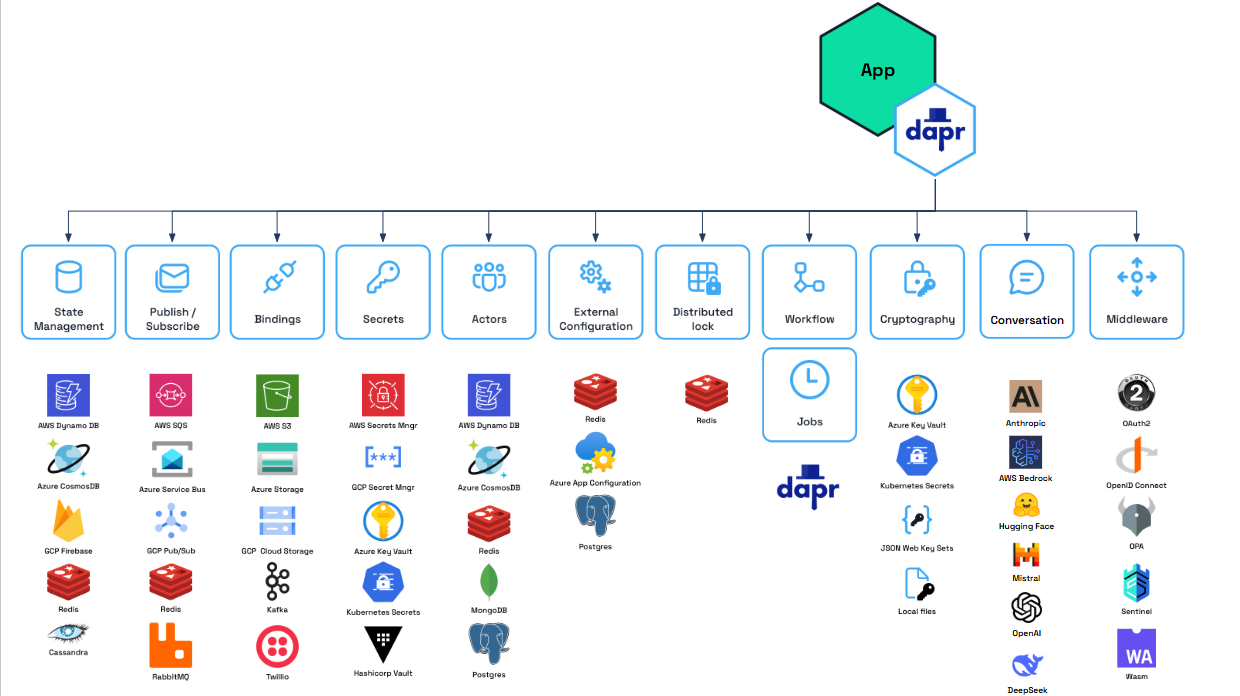 App
dapr
State
Management
Publish /
Subscribe
Bindings
Secrets
Actors
External
Configuration
Distributed
lock
Workflow
Cryptography
Conversation
Middleware
Jobs
dapr
AWS Dynamo DB
Azure CosmosDB
GCP Firebase
Redis
Cassandra
AWS SQS
Azure Service Bus
GCP Pub/Sub
Redis
RabbitMQ
AWS S3
Azure Storage
GCP Cloud Storage
Kafka
Twillio
AWS Secrets Mngr
[***]
GCP Secret Mngr
Azure Key Vault
Kubernetes Secrets
Hashicorp Vault
AWS Dynamo DB
Azure CosmosDB
Redis
MongoDB
Postgres
Redis
Azure App Configuration
Postgres
Redis
Azure Key Vault
Kubernetes Secrets
JSON Web Key Sets
Local files
A\
Anthropic
AWS Bedrock
Hugging Face
Mistral
OpenAI
DeepSeek
OAUTH
2
OAuth2
OpenID Connect
OPA
Sentinel
WA
Wasm